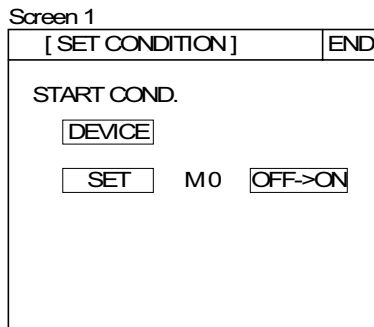 Screen 1
[ SET CONDITION ] END
START COND.
DEVICE
SET M0 OFF->ON